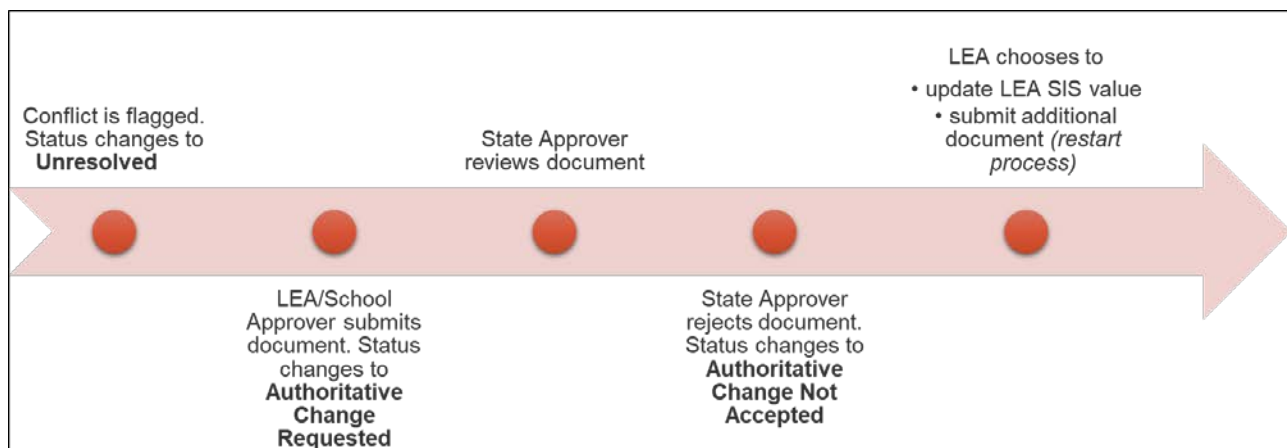 Conflict is flagged.
Status changes to
Unresolved
LEA/School
Approver submits
document. Status
changes to
Authoritative
Change
Requested
State Approver
reviews document
State Approver
rejects document.
Status changes to
Authoritative
Change Not
Accepted
LEA chooses to
• update LEA SIS value
• submit additional
document (restart
process)